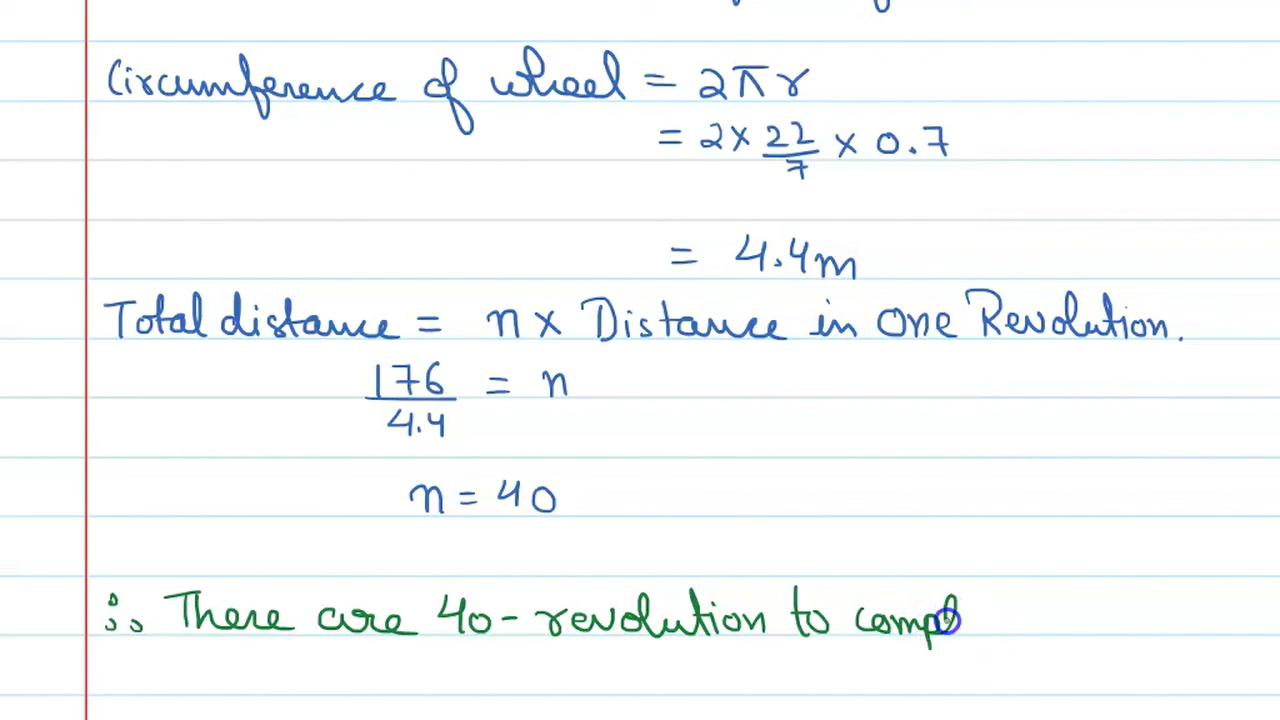 Circumference of wheel = 2πr
= 2 × 22/7 × 0.7
= 4.4m
Total distance = n × Distance in one Revolution.
176/4.4 = n
n = 40
∴ There are 40 - revolution to compl